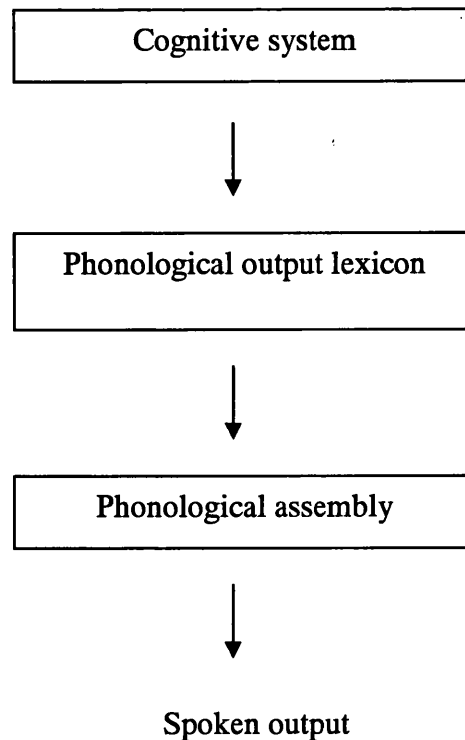 Cognitive system
Phonological output lexicon
Phonological assembly
Spoken output